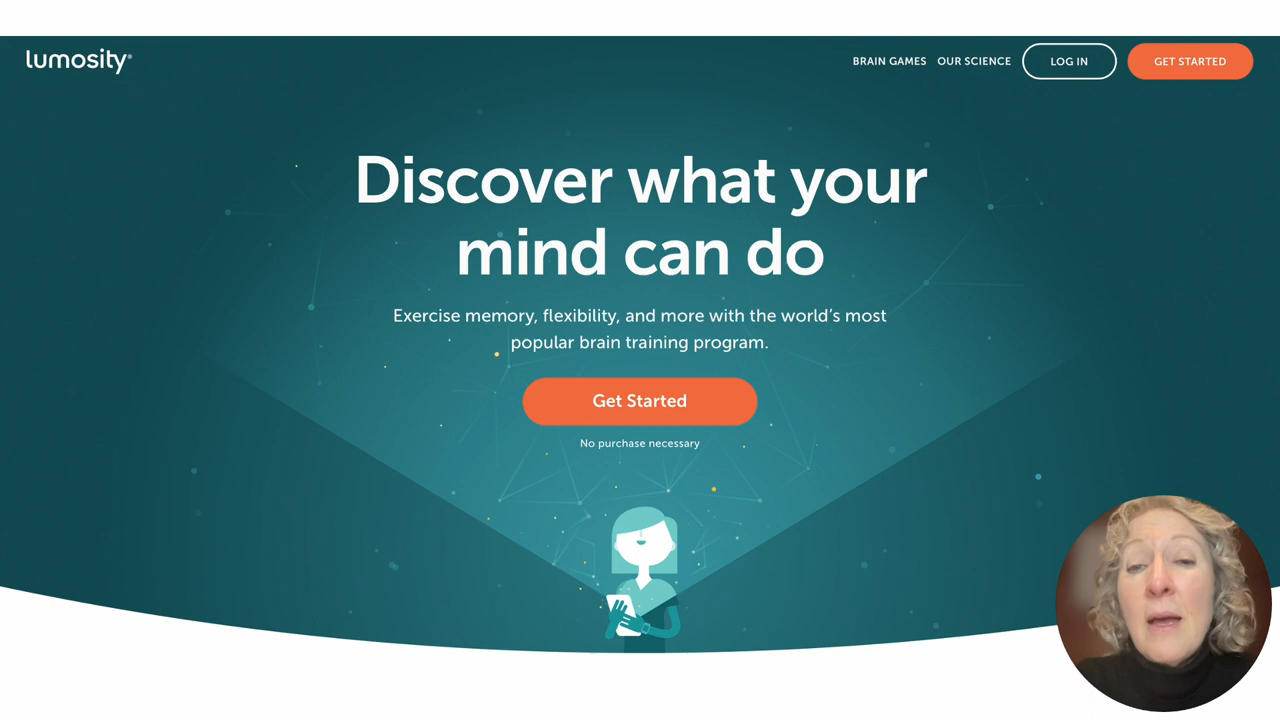 lumosity®
BRAIN GAMES OUR SCIENCE LOG IN GET STARTED
Discover what your
mind can do
Exercise memory, flexibility, and more with the world's most
popular brain training program.
Get Started
No purchase necessary